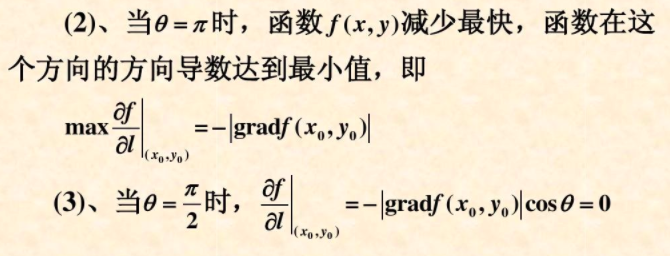 (2)、当θ=π时，函数f(x,y)减少最快，函数在这
个方向的方向导数达到最小值，即
max ∂f/∂l|(x₀,y₀) =−|gradf(x₀,y₀)|
(3)、当θ=π/2时，∂f/∂l|(x₀,y₀) =−|gradf(x₀,y₀)|cosθ=0